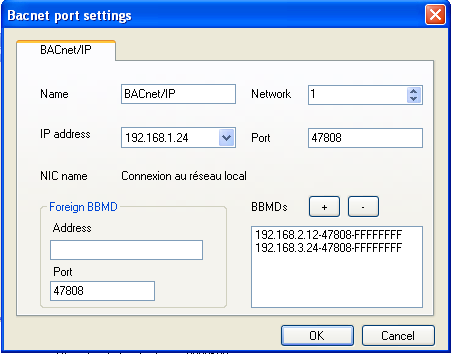 Bacnet port settings
BACnet/IP
Name BACnet/IP Network 1
IP address 192.168.1.24 Port 47808
NIC name Connexion au réseau local
Foreign BBMD BBMDs + -
Address
192.168.2.12-47808-FFFFFFFF
192.168.3.24-47808-FFFFFFFF
Port
47808
OK Cancel